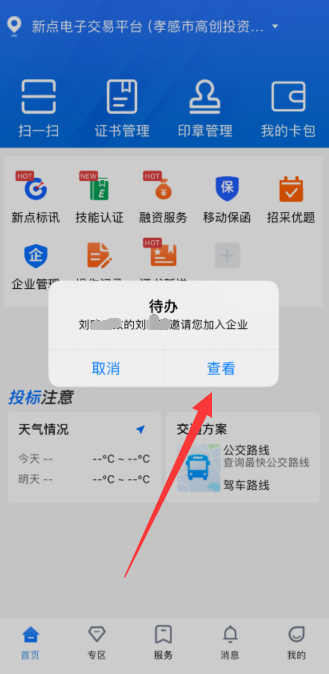 新点电子交易平台（孝感市高创投资...
扫一扫 证书管理 印章管理 我的卡包
HOT NEW HOT
新点标讯 技能认证 融资服务 移动保函 招采优题
HOT
企业管理
待办
刘 的刘 邀请您加入企业
取消 查看
投标注意
天气情况
今天 -- --°C ~ --°C
明天 -- --°C ~ --°C
方案
公交路线
查询最快公交路线
驾车路线
首页 专区 服务 消息 我的